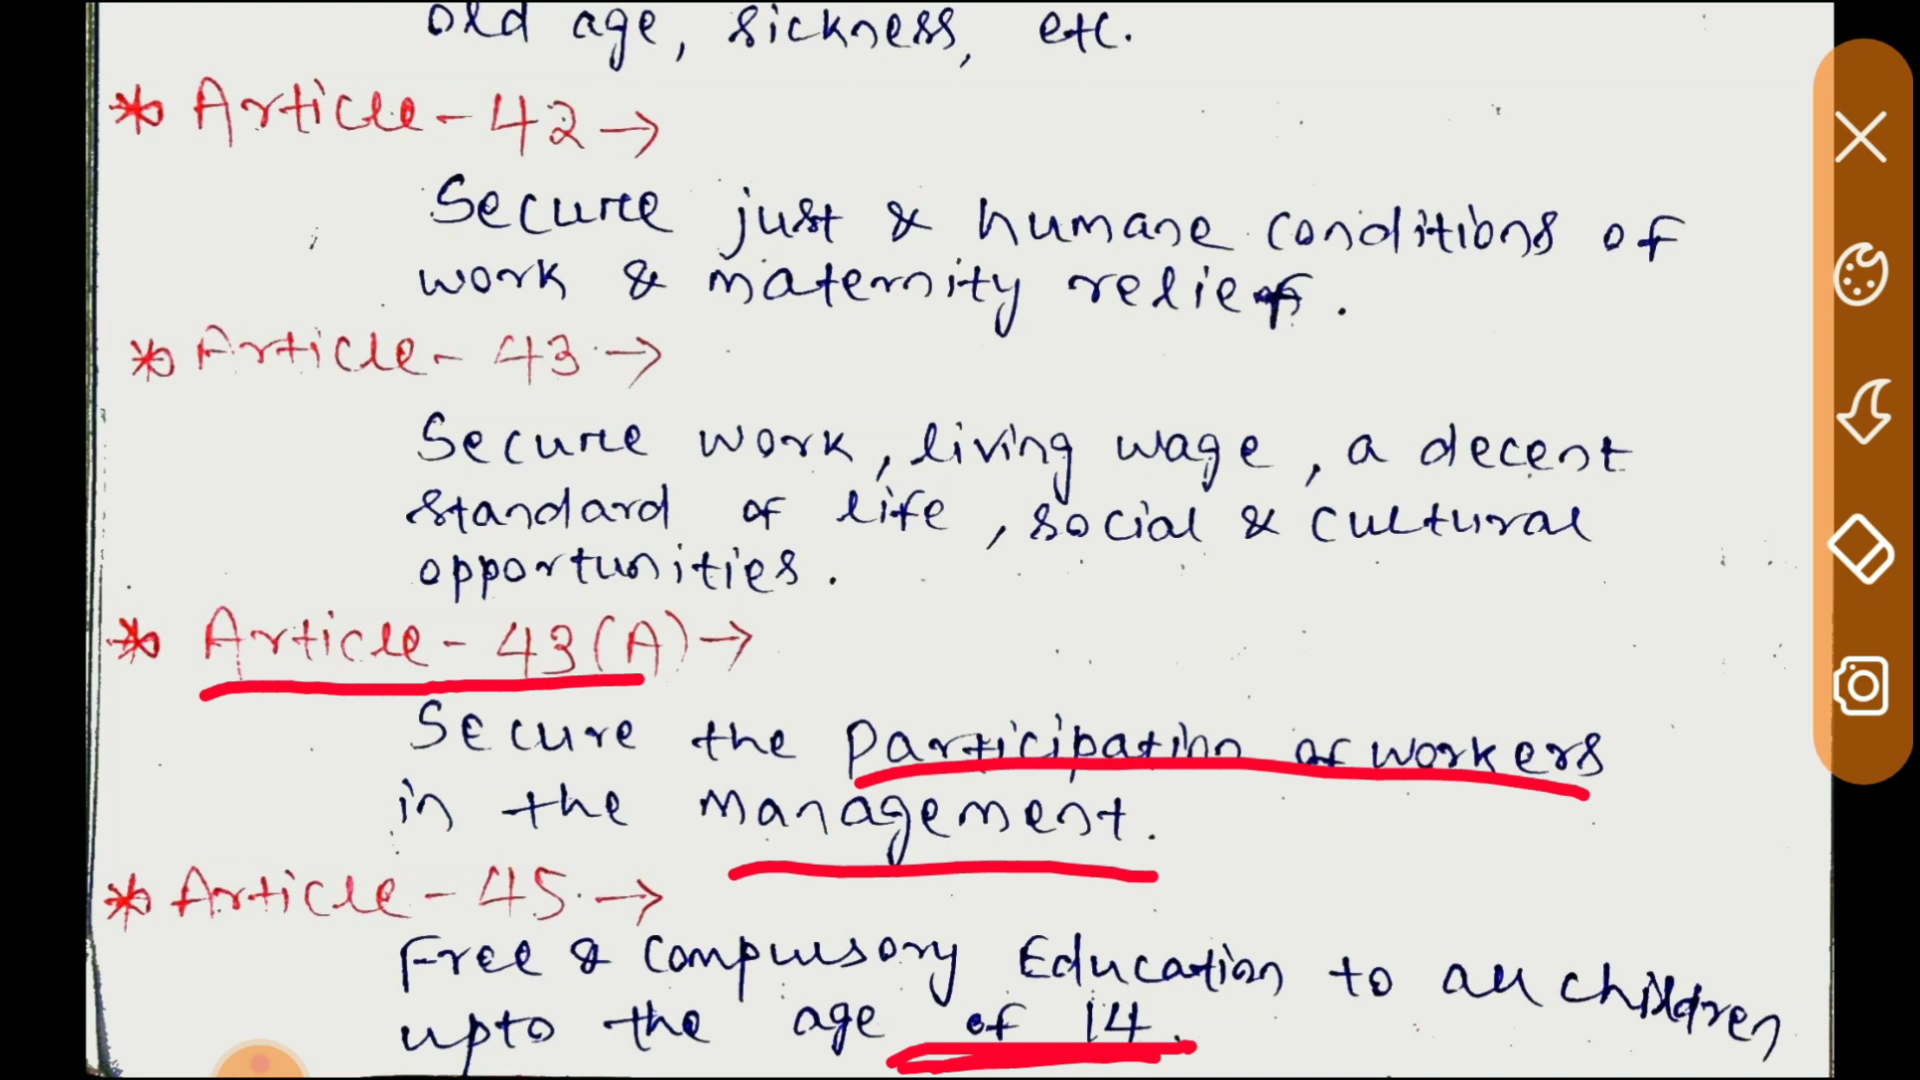 old age, sickness, etc.
* Article - 42 →
Secure just & humane conditions of
work & maternity relief.
* Article - 43 →
Secure work, living wage, a decent
standard of life, social & cultural
opportunities.
* Article - 43(A) →
Secure the Participation of workers
in the management.
* Article - 45 →
Free & Compulsory Education to all children
upto the age of 14.